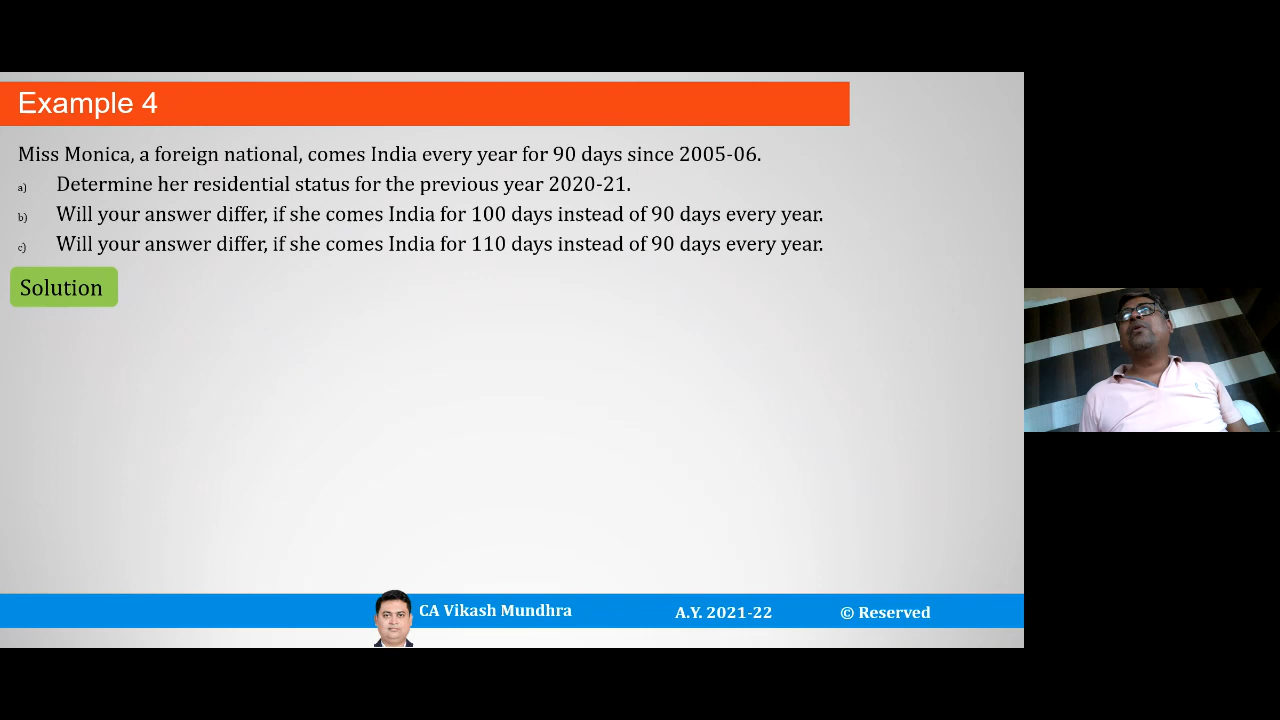 Example 4
Miss Monica, a foreign national, comes India every year for 90 days since 2005-06.
a) Determine her residential status for the previous year 2020-21.
b) Will your answer differ, if she comes India for 100 days instead of 90 days every year.
c) Will your answer differ, if she comes India for 110 days instead of 90 days every year.
Solution
CA Vikash Mundhra A.Y. 2021-22 © Reserved